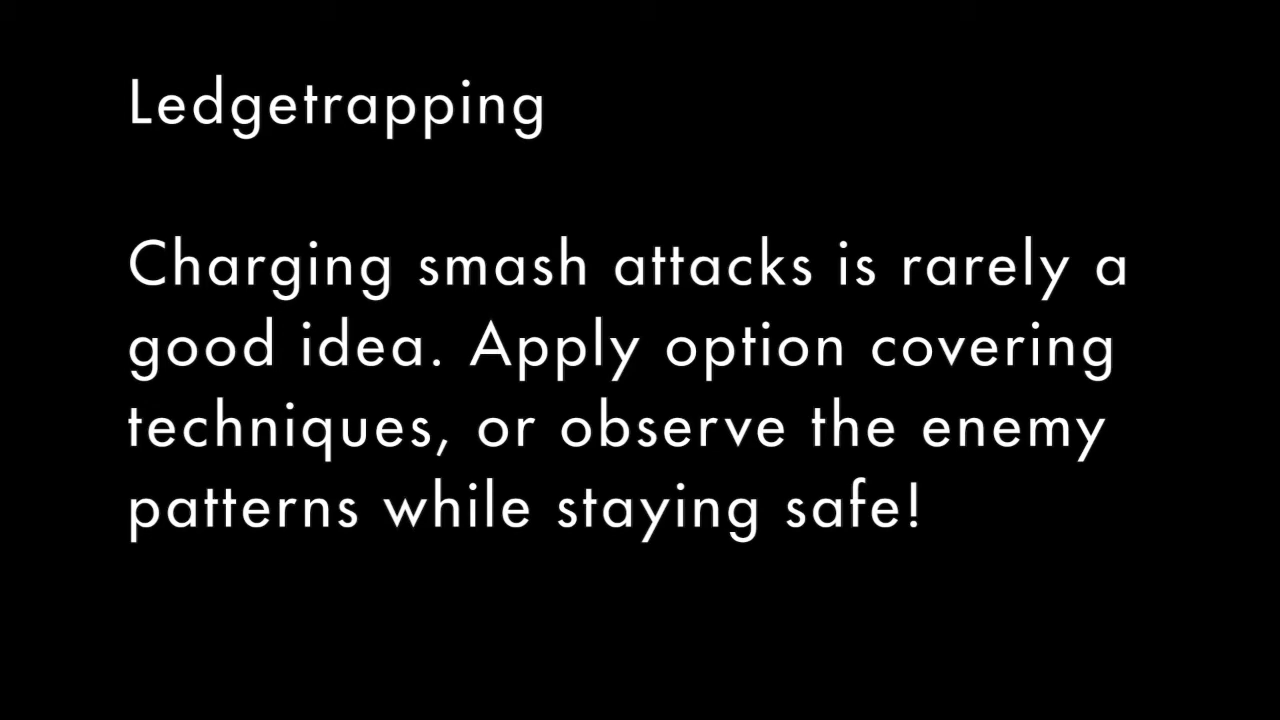 Ledgetrapping
Charging smash attacks is rarely a
good idea. Apply option covering
techniques, or observe the enemy
patterns while staying safe!